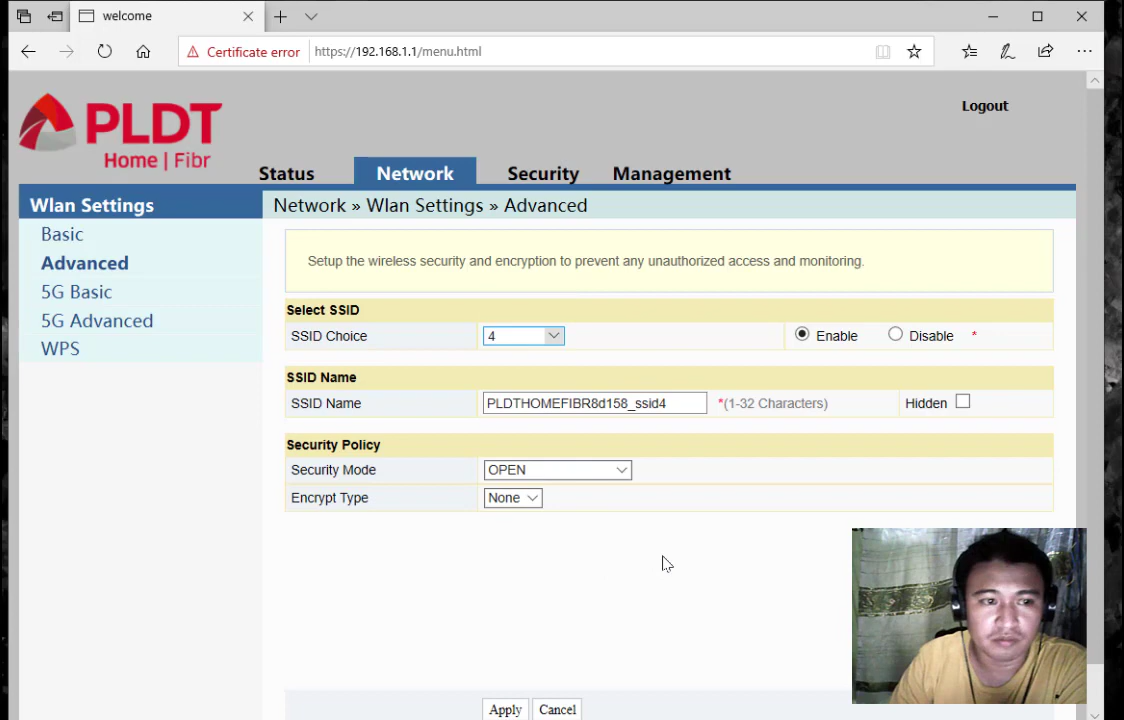 welcome
Certificate error https://192.168.1.1/menu.html
PLDT
Home | Fibr
Logout
Status Network Security Management
Wlan Settings
Basic
Advanced
5G Basic
5G Advanced
WPS
Network » Wlan Settings » Advanced
Setup the wireless security and encryption to prevent any unauthorized access and monitoring.
Select SSID
SSID Choice 4 Enable Disable *
SSID Name
SSID Name PLDTHOMEFIBR8d158_ssid4 *(1-32 Characters) Hidden
Security Policy
Security Mode OPEN
Encrypt Type None
Apply Cancel